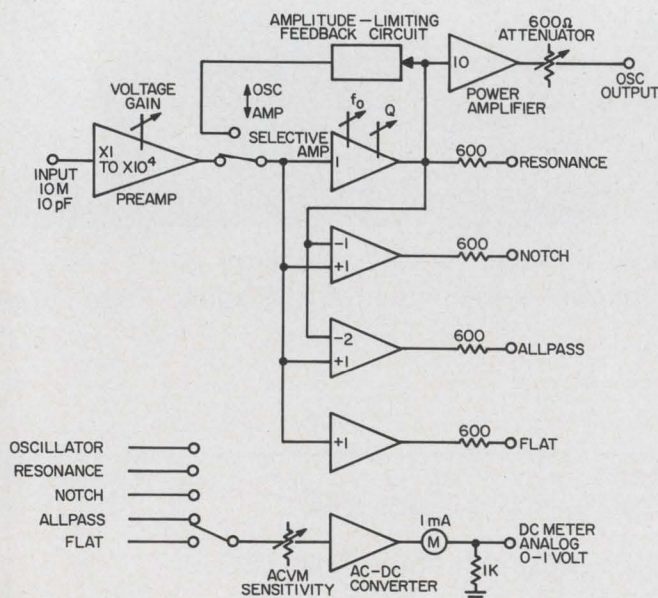 AMPLITUDE-LIMITING
FEEDBACK CIRCUIT
600Ω
ATTENUATOR
10
POWER
AMPLIFIER
OSC
OUTPUT
VOLTAGE
GAIN
OSC
AMP
f₀
Q
SELECTIVE
AMP
X1
TO X10⁴
INPUT
10M
10pF
PREAMP
1
600
RESONANCE
-1
+1
600
NOTCH
-2
+1
600
ALLPASS
+1
600
FLAT
OSCILLATOR
RESONANCE
NOTCH
ALLPASS
FLAT
ACVM
SENSITIVITY
AC-DC
CONVERTER
1mA
M
1K
DC METER
ANALOG
0-1 VOLT